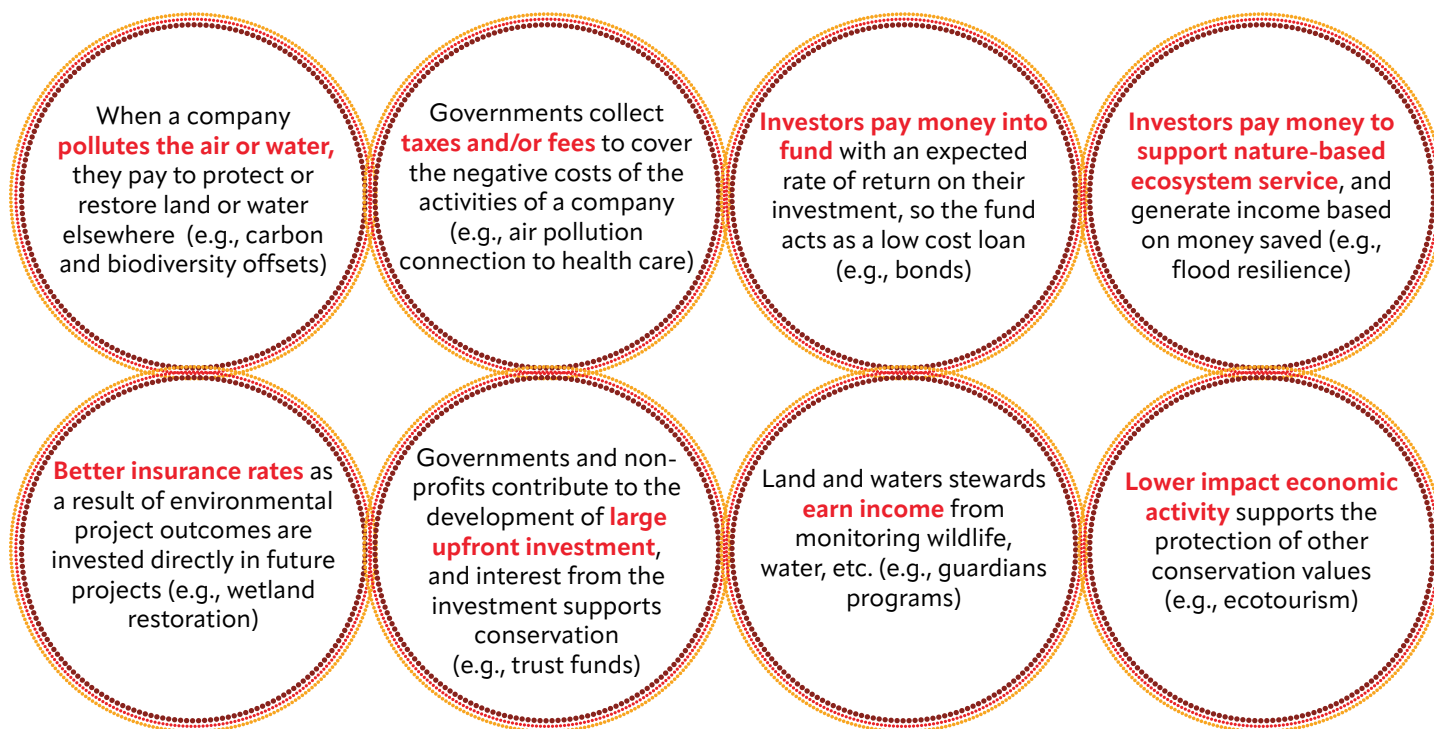 When a company
pollutes the air or water,
they pay to protect or
restore land or water
elsewhere (e.g., carbon
and biodiversity offsets)
Governments collect
taxes and/or fees to cover
the negative costs of the
activities of a company
(e.g., air pollution
connection to health care)
Investors pay money into
fund with an expected
rate of return on their
investment, so the fund
acts as a low cost loan
(e.g., bonds)
Investors pay money to
support nature-based
ecosystem service, and
generate income based
on money saved (e.g.,
flood resilience)
Better insurance rates as
a result of environmental
project outcomes are
invested directly in future
projects (e.g., wetland
restoration)
Governments and non-
profits contribute to the
development of large
upfront investment,
and interest from the
investment supports
conservation
(e.g., trust funds)
Land and waters stewards
earn income from
monitoring wildlife,
water, etc. (e.g., guardians
programs)
Lower impact economic
activity supports the
protection of other
conservation values
(e.g., ecotourism)